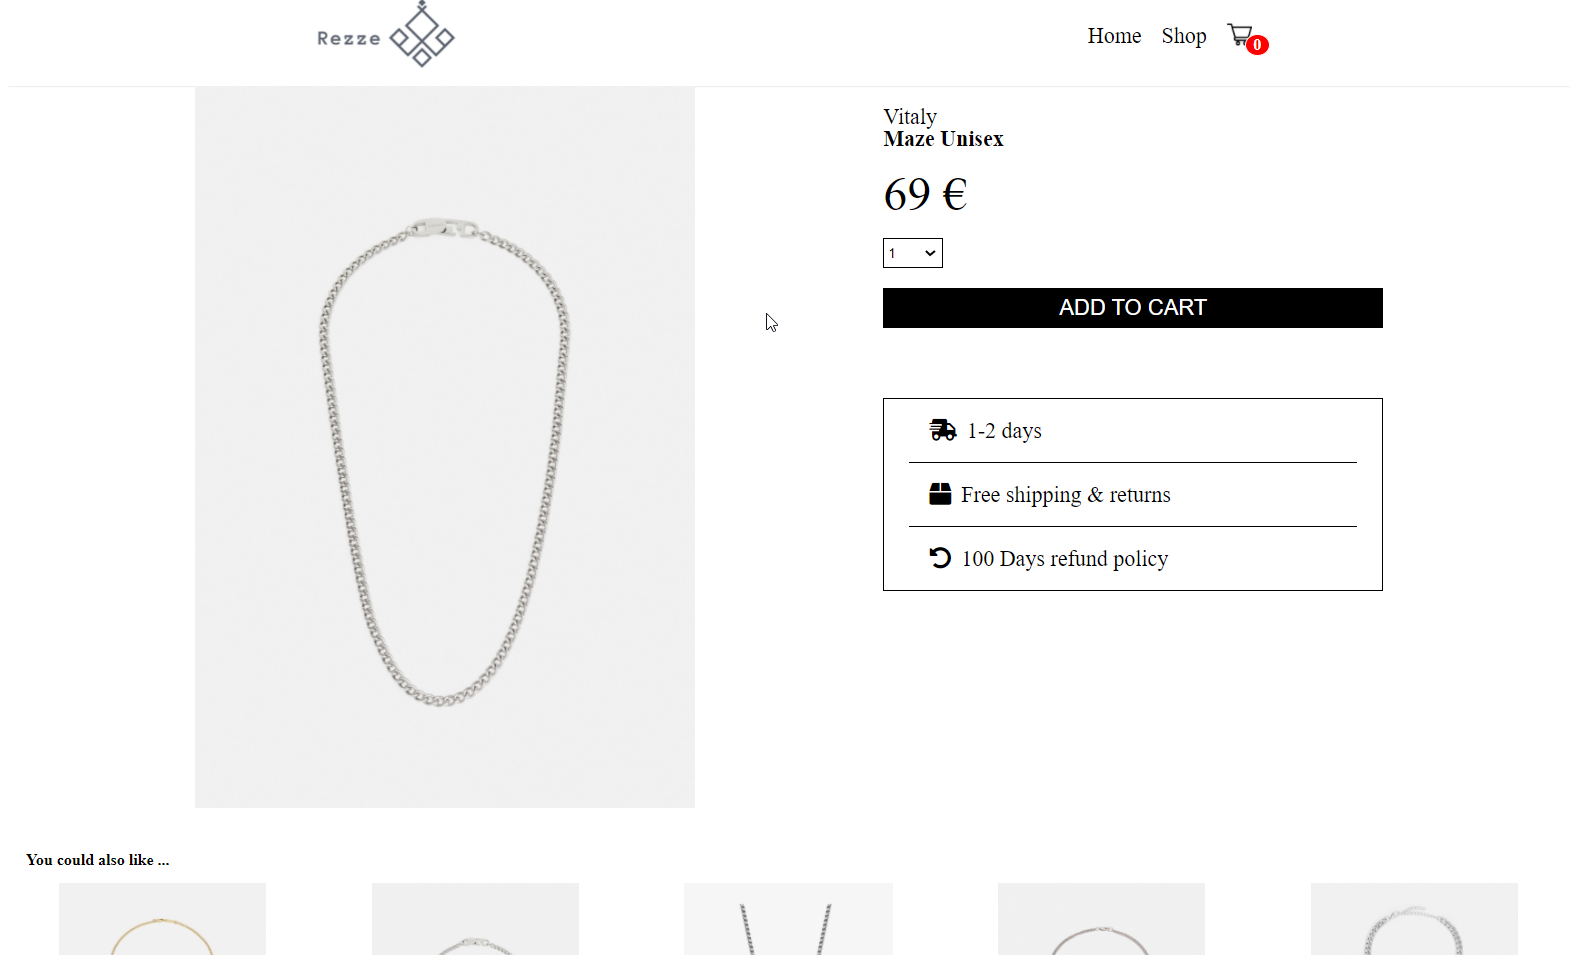 Rezze
Home Shop
0
Vitaly
Maze Unisex
69 €
1
ADD TO CART
1-2 days
Free shipping & returns
100 Days refund policy
You could also like ...